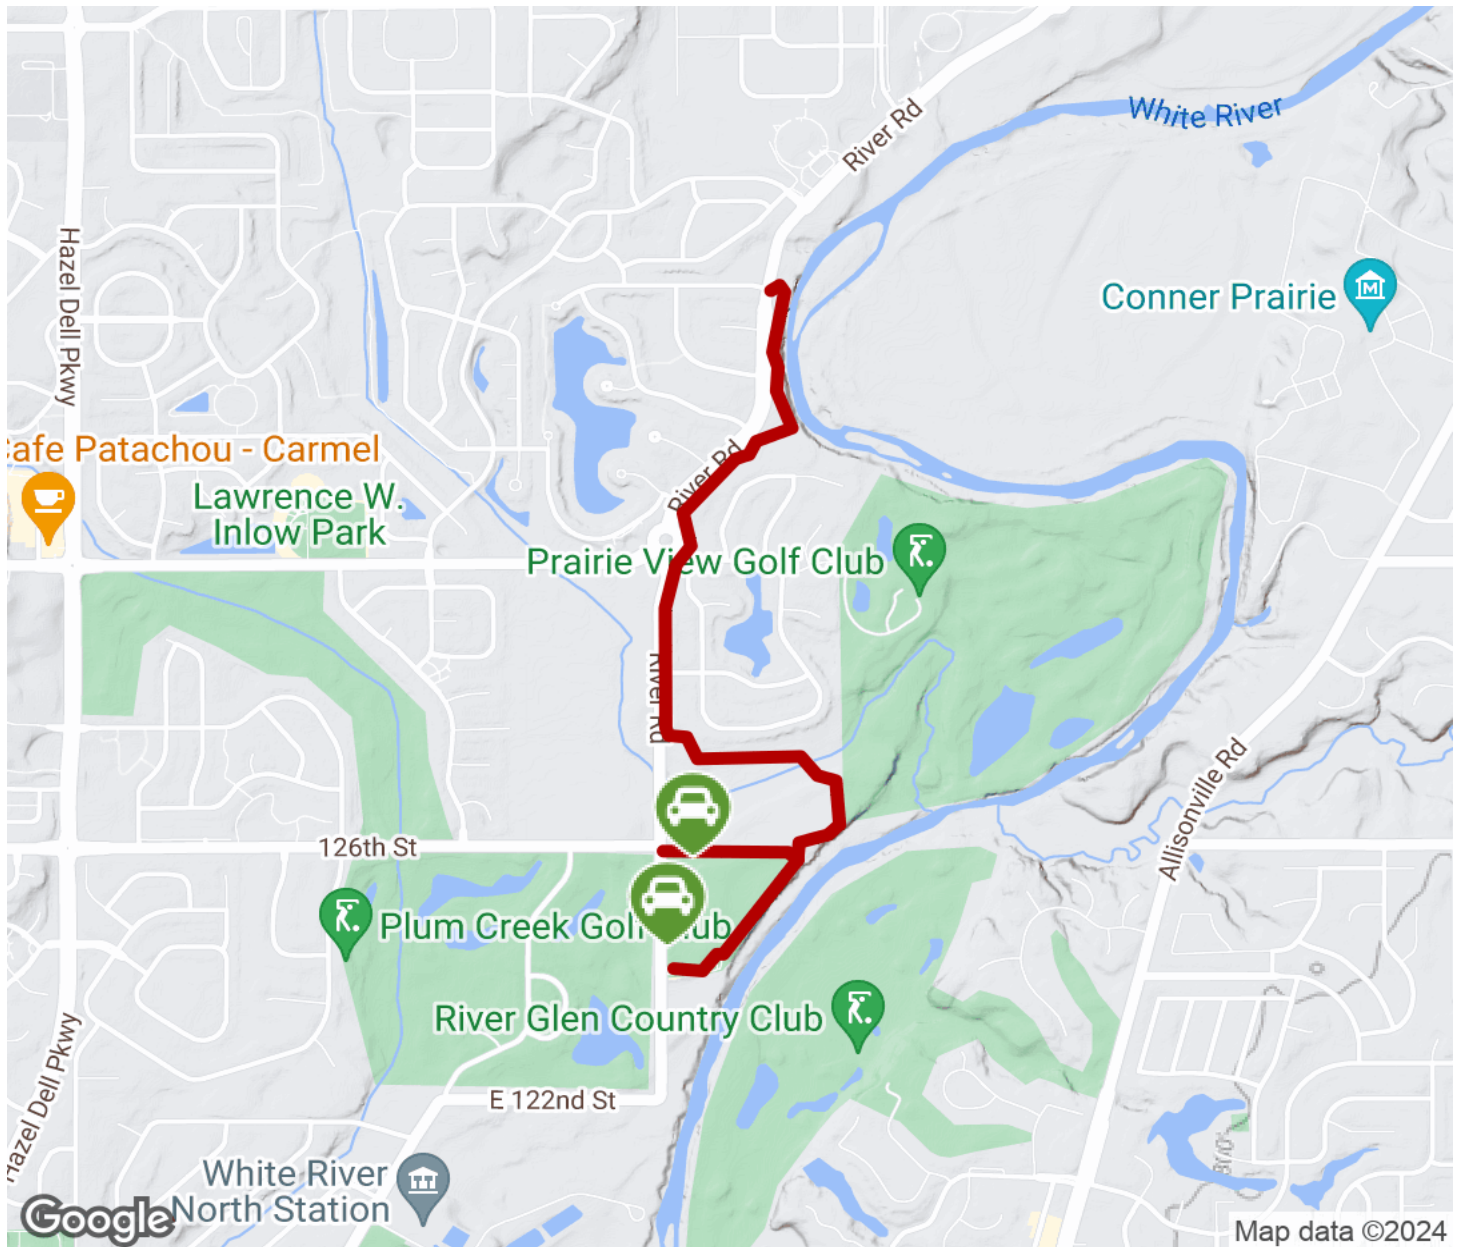 River Rd
White River
Hazel Dell Pkwy
Conner Prairie
Cafe Patachou - Carmel
River Rd
Lawrence W.
Inlow Park
Prairie View Golf Club
River Rd
Allisonville Rd
126th St
Plum Creek Golf Club
River Glen Country Club
Hazel Dell Pkwy
E 122nd St
White River
North Station
Google
Map data ©2024